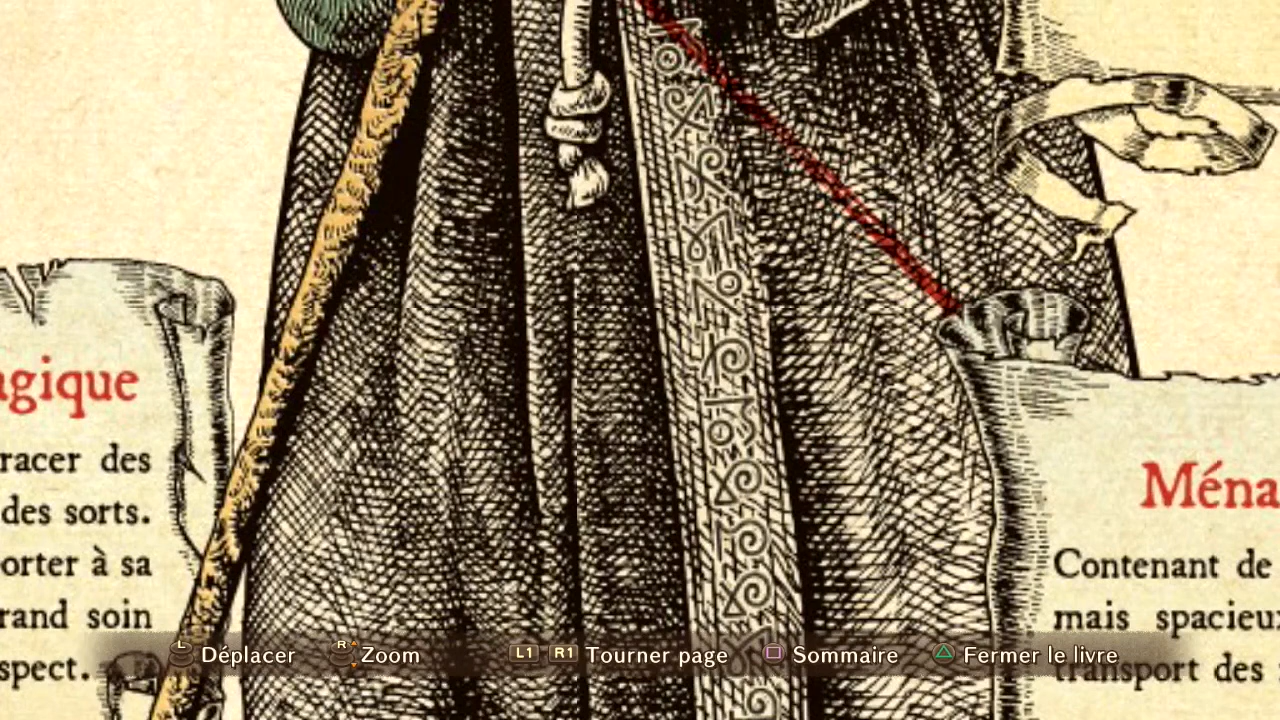 agique
racer des
des sorts.
orter à sa
rand soin
spect.
Ména
Contenant de
mais spacieux
transport des
L Déplacer R Zoom L1 R1 Tourner page Sommaire Fermer le livre